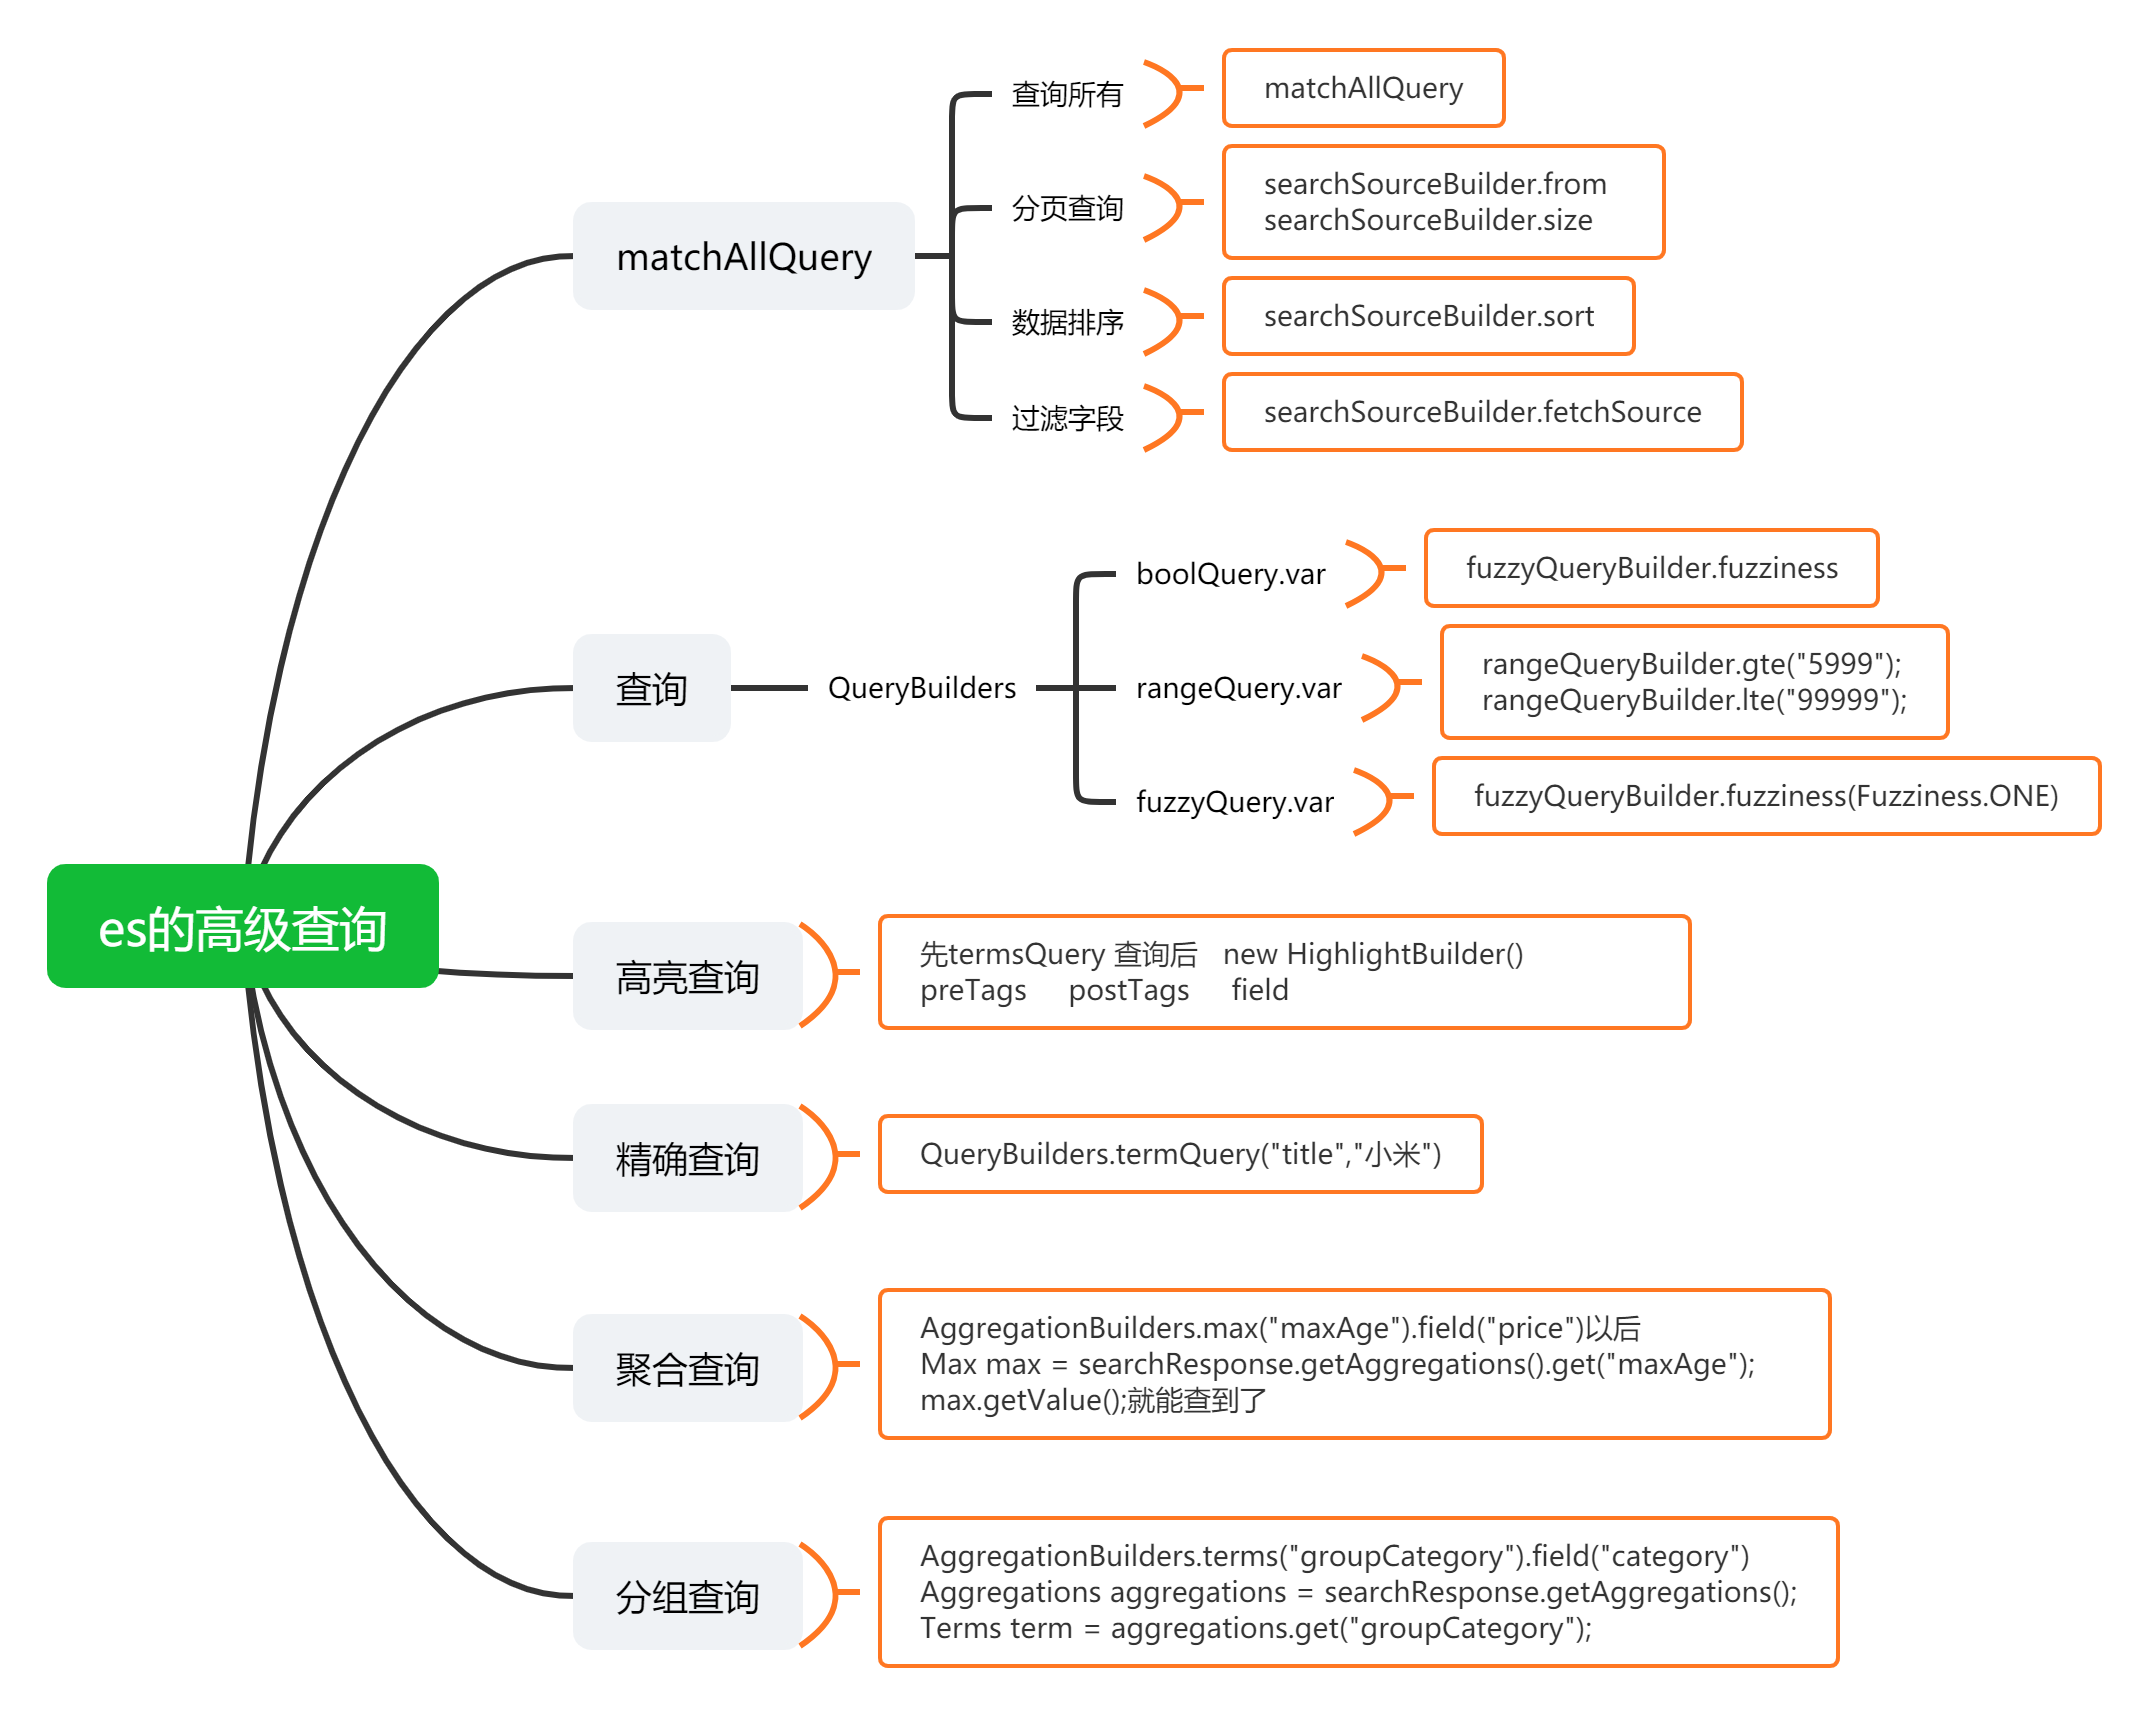 es的高级查询
matchAllQuery
查询所有
matchAllQuery
分页查询
searchSourceBuilder.from
searchSourceBuilder.size
数据排序
searchSourceBuilder.sort
过滤字段
searchSourceBuilder.fetchSource
查询
QueryBuilders
boolQuery.var
fuzzyQueryBuilder.fuzziness
rangeQuery.var
rangeQueryBuilder.gte("5999");
rangeQueryBuilder.lte("99999");
fuzzyQuery.var
fuzzyQueryBuilder.fuzziness(Fuzziness.ONE)
高亮查询
先termsQuery 查询后   new HighlightBuilder()
preTags     postTags     field
精确查询
QueryBuilders.termQuery("title","小米")
聚合查询
AggregationBuilders.max("maxAge").field("price")以后
Max max = searchResponse.getAggregations().get("maxAge");
max.getValue();就能查到了
分组查询
AggregationBuilders.terms("groupCategory").field("category")
Aggregations aggregations = searchResponse.getAggregations();
Terms term = aggregations.get("groupCategory");